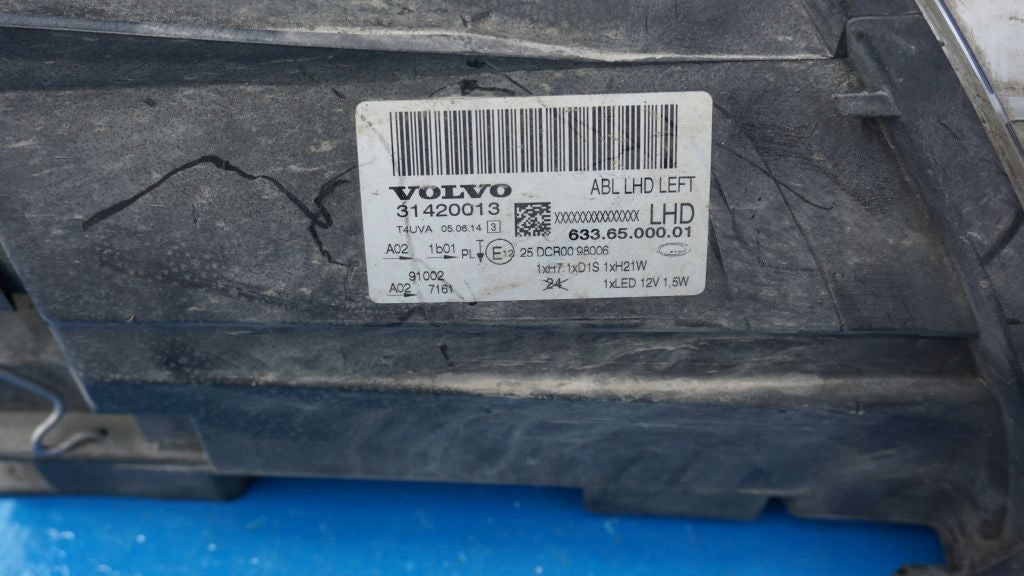 VOLVO ABL LHD LEFT
31420013 XXXXXXXXXXXXXXX LHD
T4UVA 05.06.14 3 633.65.000.01
A02 1b01 PL E12 25 DCR00 98006
91002 1xH7 1xD1S 1xH21W
A02 7161 24 1xLED 12V 1,5W